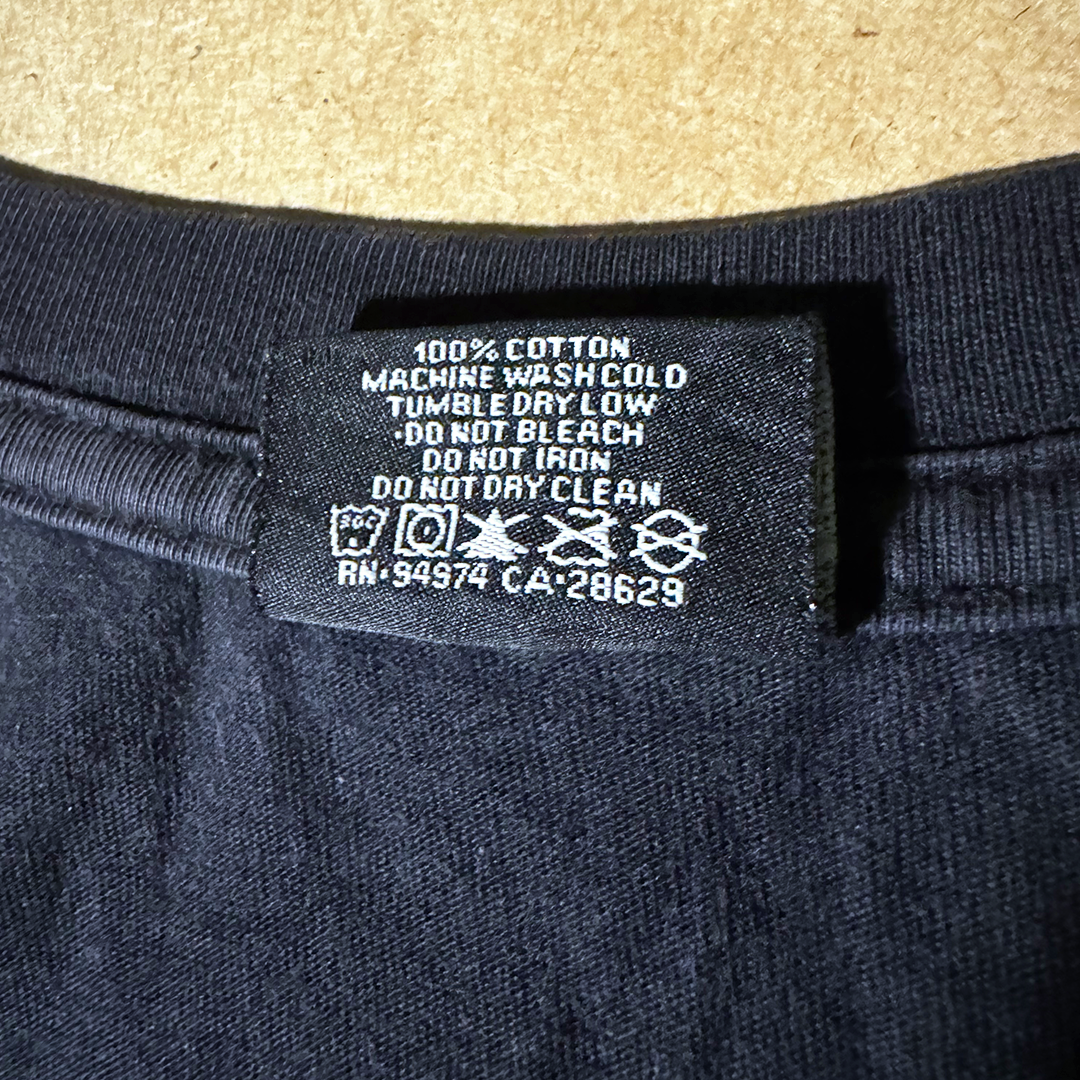 100% COTTON
MACHINE WASH COLD
TUMBLE DRY LOW
·DO NOT BLEACH
DO NOT IRON
DO NOT DRY CLEAN
RN·94974 CA·28629